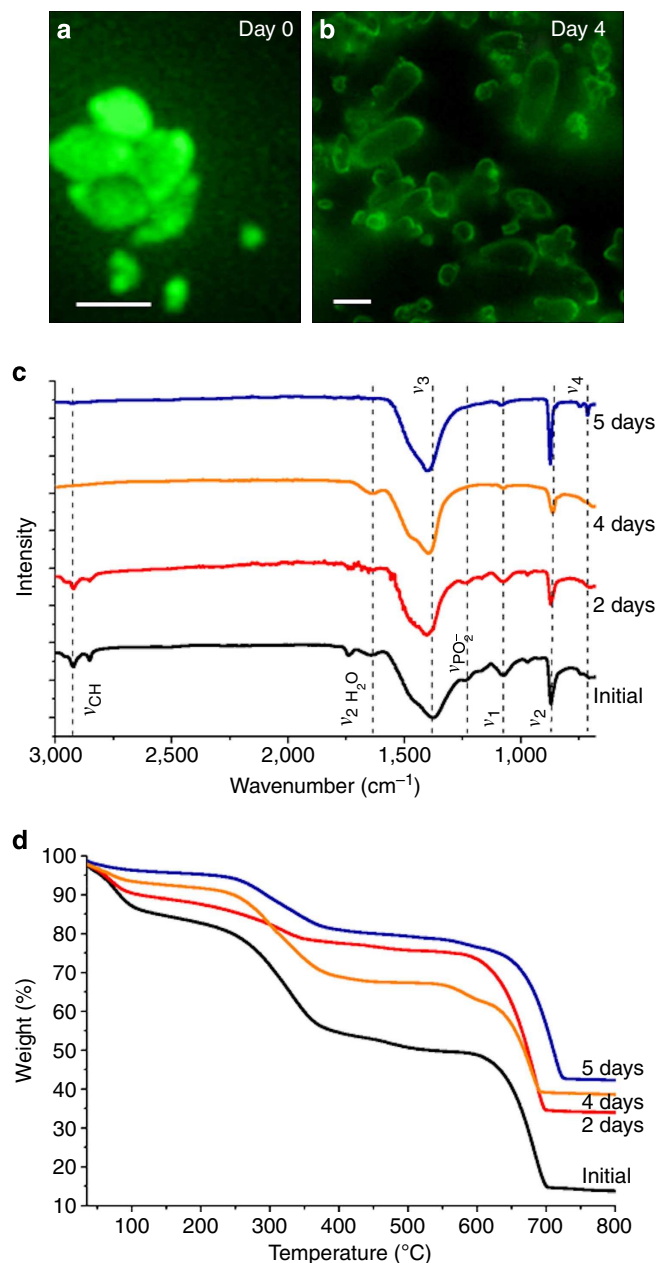 a Day 0
b Day 4
c
ν3
ν4
5 days
4 days
2 days
Initial
νCH
ν2 H2O
νPO2−
ν1
ν2
Intensity
3,000 2,500 2,000 1,500 1,000
Wavenumber (cm−1)
d
100
90
80
70
60
50
40
30
20
10
Weight (%)
5 days
4 days
2 days
Initial
100 200 300 400 500 600 700 800
Temperature (°C)